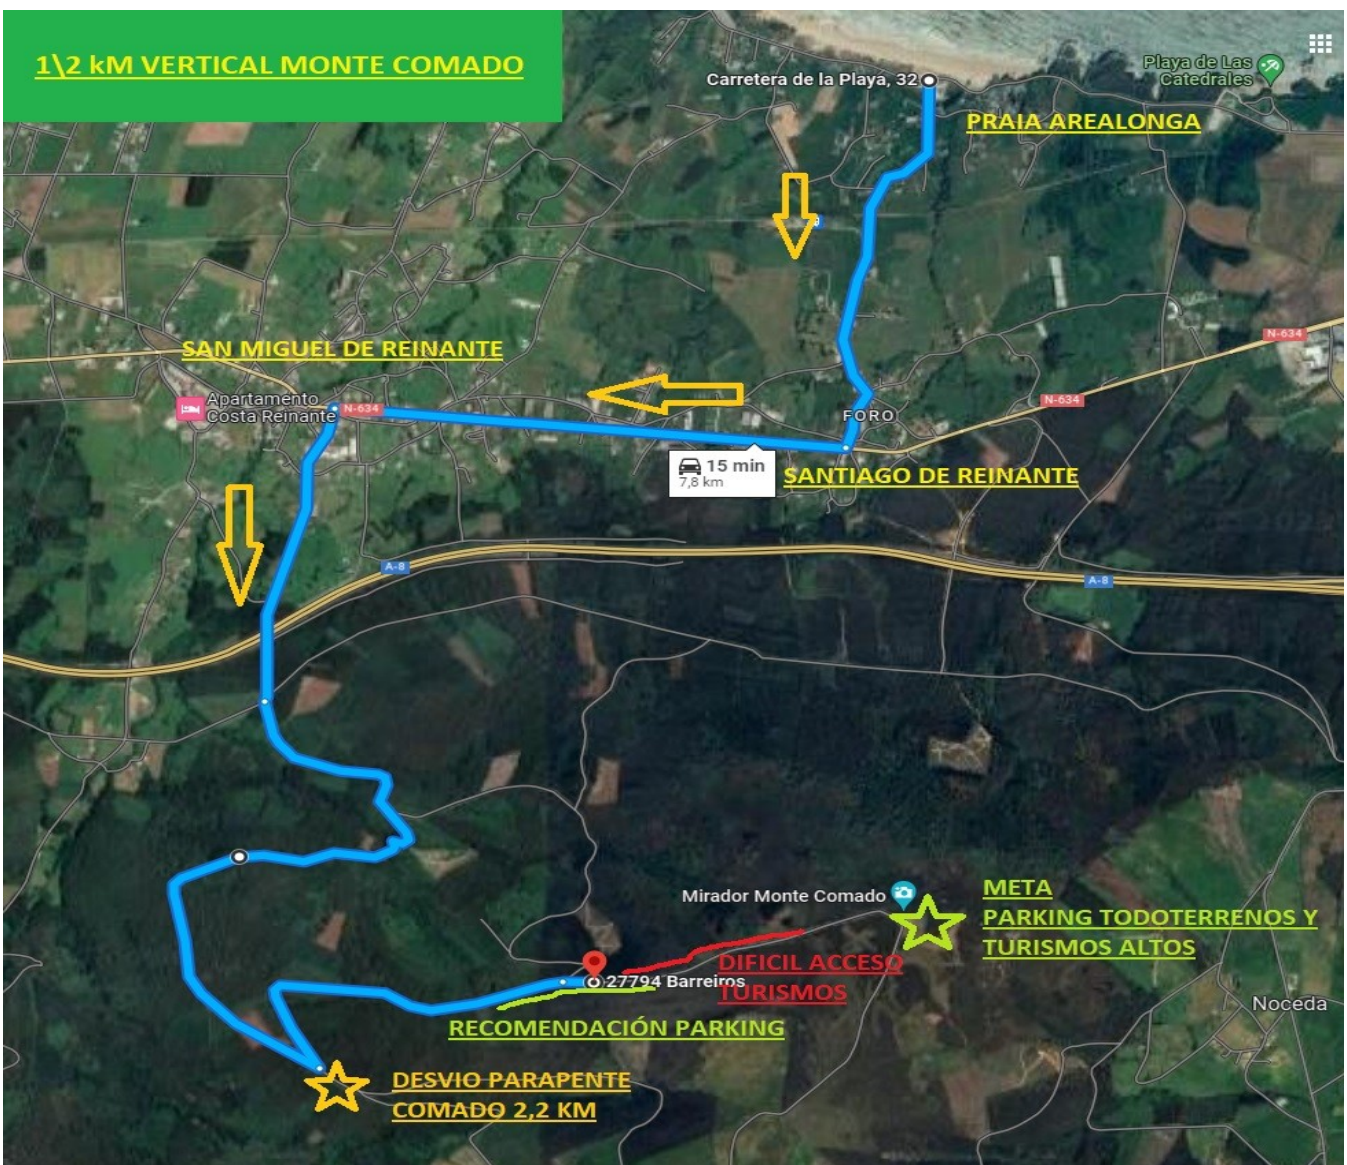 1\2 kM VERTICAL MONTE COMADO
Playa de Las
Catedrales
Carretera de la Playa, 32
PRAIA AREALONGA
N-634
SAN MIGUEL DE REINANTE
Apartamento
Costa Reinante
N-634
N-634
FORO
15 min
7,8 km
SANTIAGO DE REINANTE
A-8
A-8
Mirador Monte Comado
META
PARKING TODOTERRENOS Y
TURISMOS ALTOS
DIFICIL ACCESO
TURISMOS
27794 Barreiros
Noceda
RECOMENDACIÓN PARKING
DESVIO PARAPENTE
COMADO 2,2 KM